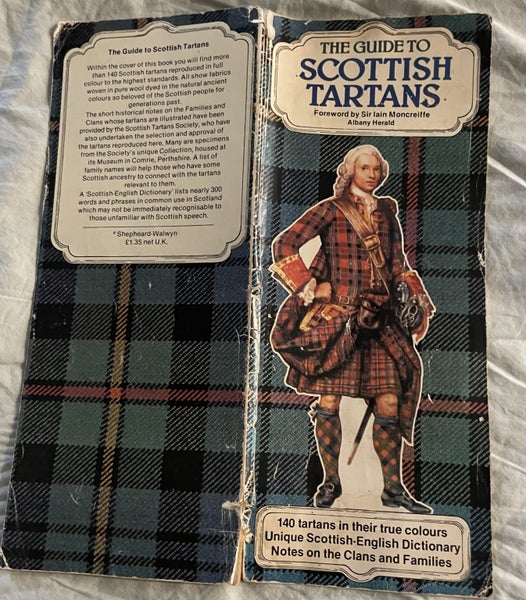 The Guide to Scottish Tartans
Within the cover of this book you will find more
than 140 Scottish tartans reproduced in full
colour to the highest standards. All show fabrics
woven in pure wool dyed in the natural ancient
colours so beloved of the Scottish people for
generations past.
The short historical notes on the Families and
Clans whose tartans are illustrated have been
provided by the Scottish Tartans Society, who have
also undertaken the selection and approval of
the tartans reproduced here. Many are specimens
from the Society's unique Collection, housed at
its Museum in Comrie, Perthshire. A list of
family names will help those who have some
Scottish ancestry to connect with the tartans
relevant to them.
A 'Scottish-English Dictionary' lists nearly 300
words and phrases in common use in Scotland
which may not be immediately recognisable to
those unfamiliar with Scottish speech.
Shepheard-Walwyn
£1.35 net U.K.
THE GUIDE TO
SCOTTISH
TARTANS
Foreword by Sir Iain Moncreiffe
Albany Herald
140 tartans in their true colours
Unique Scottish-English Dictionary
Notes on the Clans and Families